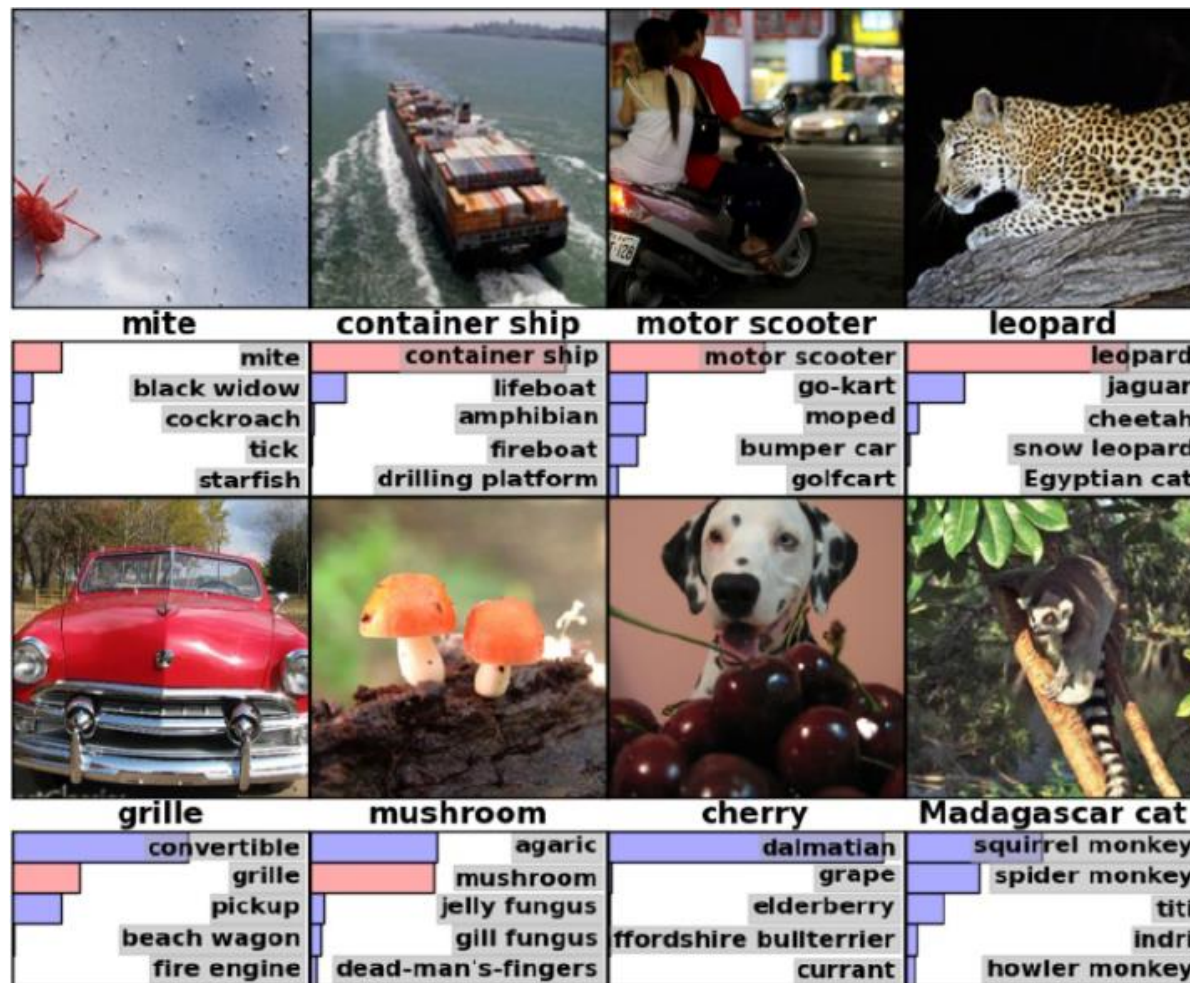 mite
container ship
motor scooter
leopard
mite
black widow
cockroach
tick
starfish
container ship
lifeboat
amphibian
fireboat
drilling platform
motor scooter
go-kart
moped
bumper car
golfcart
leopard
jaguar
cheetah
snow leopard
Egyptian cat
grille
mushroom
cherry
Madagascar cat
convertible
grille
pickup
beach wagon
fire engine
agaric
mushroom
jelly fungus
gill fungus
dead-man's-fingers
dalmatian
grape
elderberry
ffordshire bullterrier
currant
squirrel monkey
spider monkey
titi
indri
howler monkey